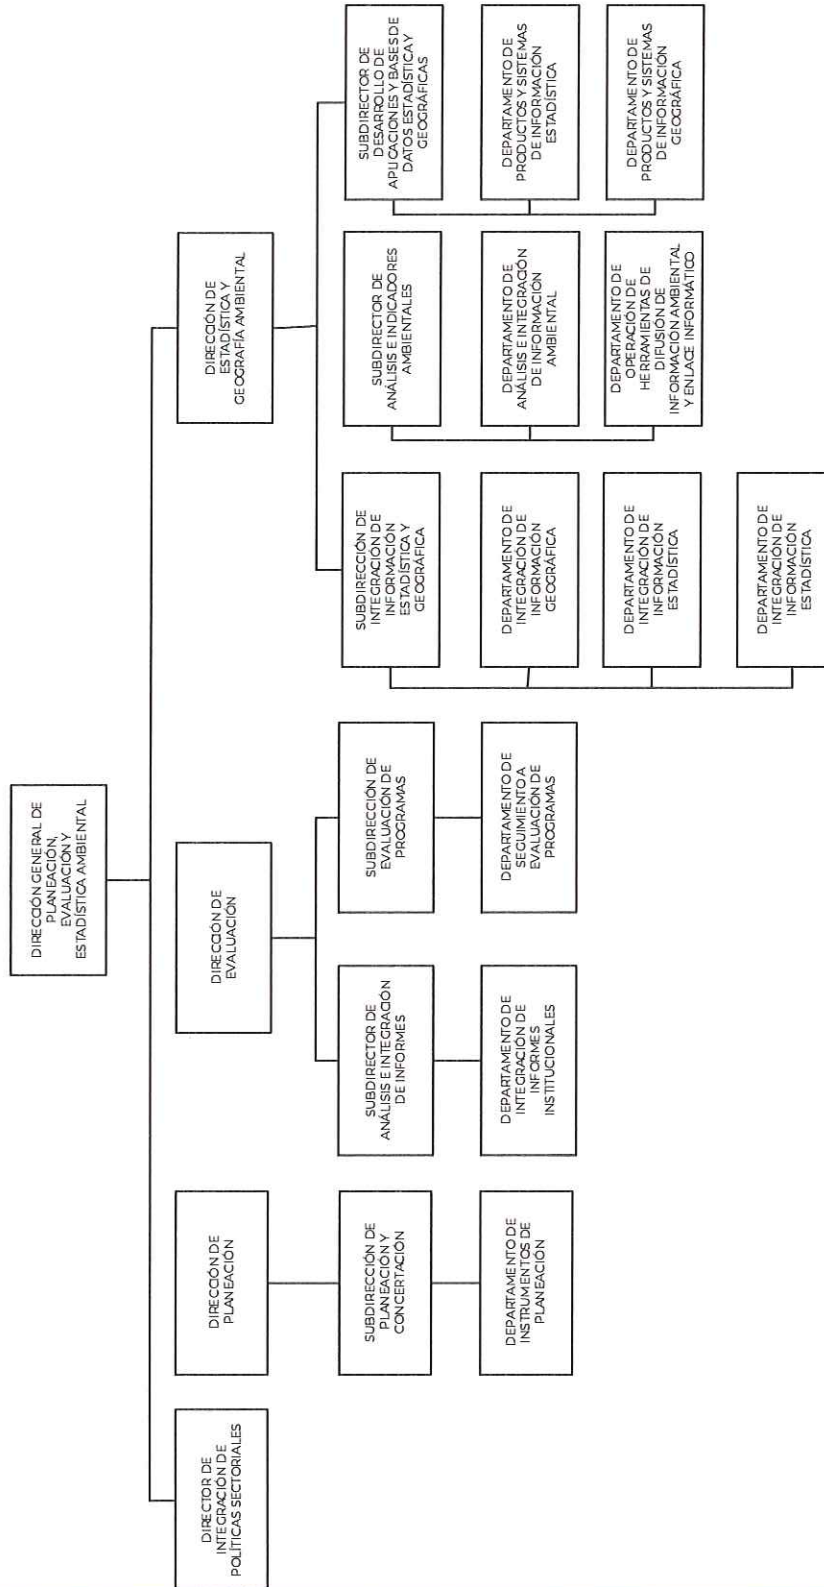 DIRECCIÓN GENERAL DE
PLANEACIÓN,
EVALUACIÓN Y
ESTADÍSTICA AMBIENTAL
DIRECTOR DE
INTEGRACIÓN DE
POLÍTICAS SECTORIALES
DIRECCIÓN DE
PLANEACIÓN
DIRECCIÓN DE
EVALUACIÓN
DIRECCIÓN DE
ESTADÍSTICA Y
GEOGRAFÍA AMBIENTAL
SUBDIRECCIÓN DE
PLANEACIÓN Y
CONCERTACIÓN
SUBDIRECTOR DE
ANÁLISIS E INTEGRACIÓN
DE INFORMES
SUBDIRECCIÓN DE
EVALUACIÓN DE
PROGRAMAS
SUBDIRECCIÓN DE
INTEGRACIÓN DE
INFORMACIÓN
ESTADÍSTICA Y
GEOGRÁFICA
SUBDIRECTOR DE
ANÁLISIS E INDICADORES
AMBIENTALES
SUBDIRECTOR DE
DESARROLLO DE
APLICACIONES Y BASES DE
DATOS ESTADÍSTICA Y
GEOGRÁFICAS
DEPARTAMENTO DE
INSTRUMENTOS DE
PLANEACIÓN
DEPARTAMENTO DE
INTEGRACIÓN DE
INFORMES
INSTITUCIONALES
DEPARTAMENTO DE
SEGUIMIENTO A
EVALUACIÓN DE
PROGRAMAS
DEPARTAMENTO DE
INTEGRACIÓN DE
INFORMACIÓN
GEOGRÁFICA
DEPARTAMENTO DE
ANÁLISIS E INTEGRACIÓN
DE INFORMACIÓN
AMBIENTAL
DEPARTAMENTO DE
PRODUCTOS Y SISTEMAS
DE INFORMACIÓN
ESTADÍSTICA
DEPARTAMENTO DE
INTEGRACIÓN DE
INFORMACIÓN
ESTADÍSTICA
DEPARTAMENTO DE
OPERACIÓN DE
HERRAMIENTAS DE
DIFUSIÓN DE
INFORMACIÓN AMBIENTAL
Y ENLACE INFORMÁTICO
DEPARTAMENTO DE
PRODUCTOS Y SISTEMAS
DE INFORMACIÓN
GEOGRÁFICA
DEPARTAMENTO DE
INTEGRACIÓN DE
INFORMACIÓN
ESTADÍSTICA